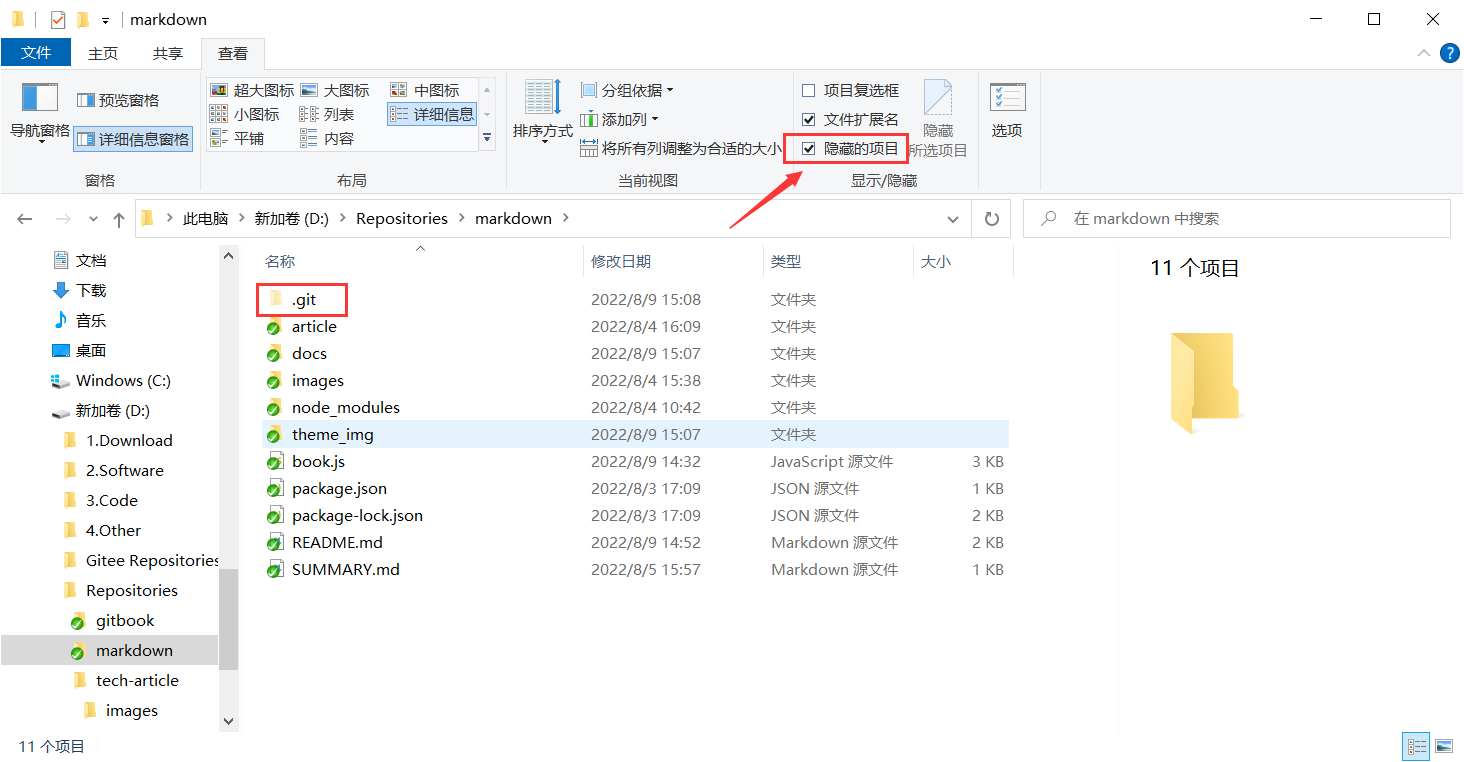 markdown
文件 主页 共享 查看
导航窗格
预览窗格
详细信息窗格
窗格
超大图标 大图标 中图标
小图标 列表 详细信息
平铺 内容
布局
排序方式
分组依据
添加列
将所有列调整为合适的大小
当前视图
项目复选框
文件扩展名
隐藏的项目
隐藏
所选项目
显示/隐藏
选项
此电脑 > 新加卷 (D:) > Repositories > markdown >
在 markdown 中搜索
文档
下载
音乐
桌面
Windows (C:)
新加卷 (D:)
1.Download
2.Software
3.Code
4.Other
Gitee Repositories
Repositories
gitbook
markdown
tech-article
images
名称 修改日期 类型 大小
.git 2022/8/9 15:08 文件夹
article 2022/8/4 16:09 文件夹
docs 2022/8/9 15:07 文件夹
images 2022/8/4 15:38 文件夹
node_modules 2022/8/4 10:42 文件夹
theme_img 2022/8/9 15:07 文件夹
book.js 2022/8/9 14:32 JavaScript 源文件 3 KB
package.json 2022/8/3 17:09 JSON 源文件 1 KB
package-lock.json 2022/8/3 17:09 JSON 源文件 2 KB
README.md 2022/8/9 14:52 Markdown 源文件 2 KB
SUMMARY.md 2022/8/5 15:57 Markdown 源文件 1 KB
11 个项目
11 个项目